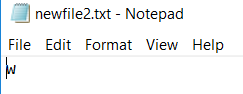 newfile2.txt - Notepad
File Edit Format View Help
w